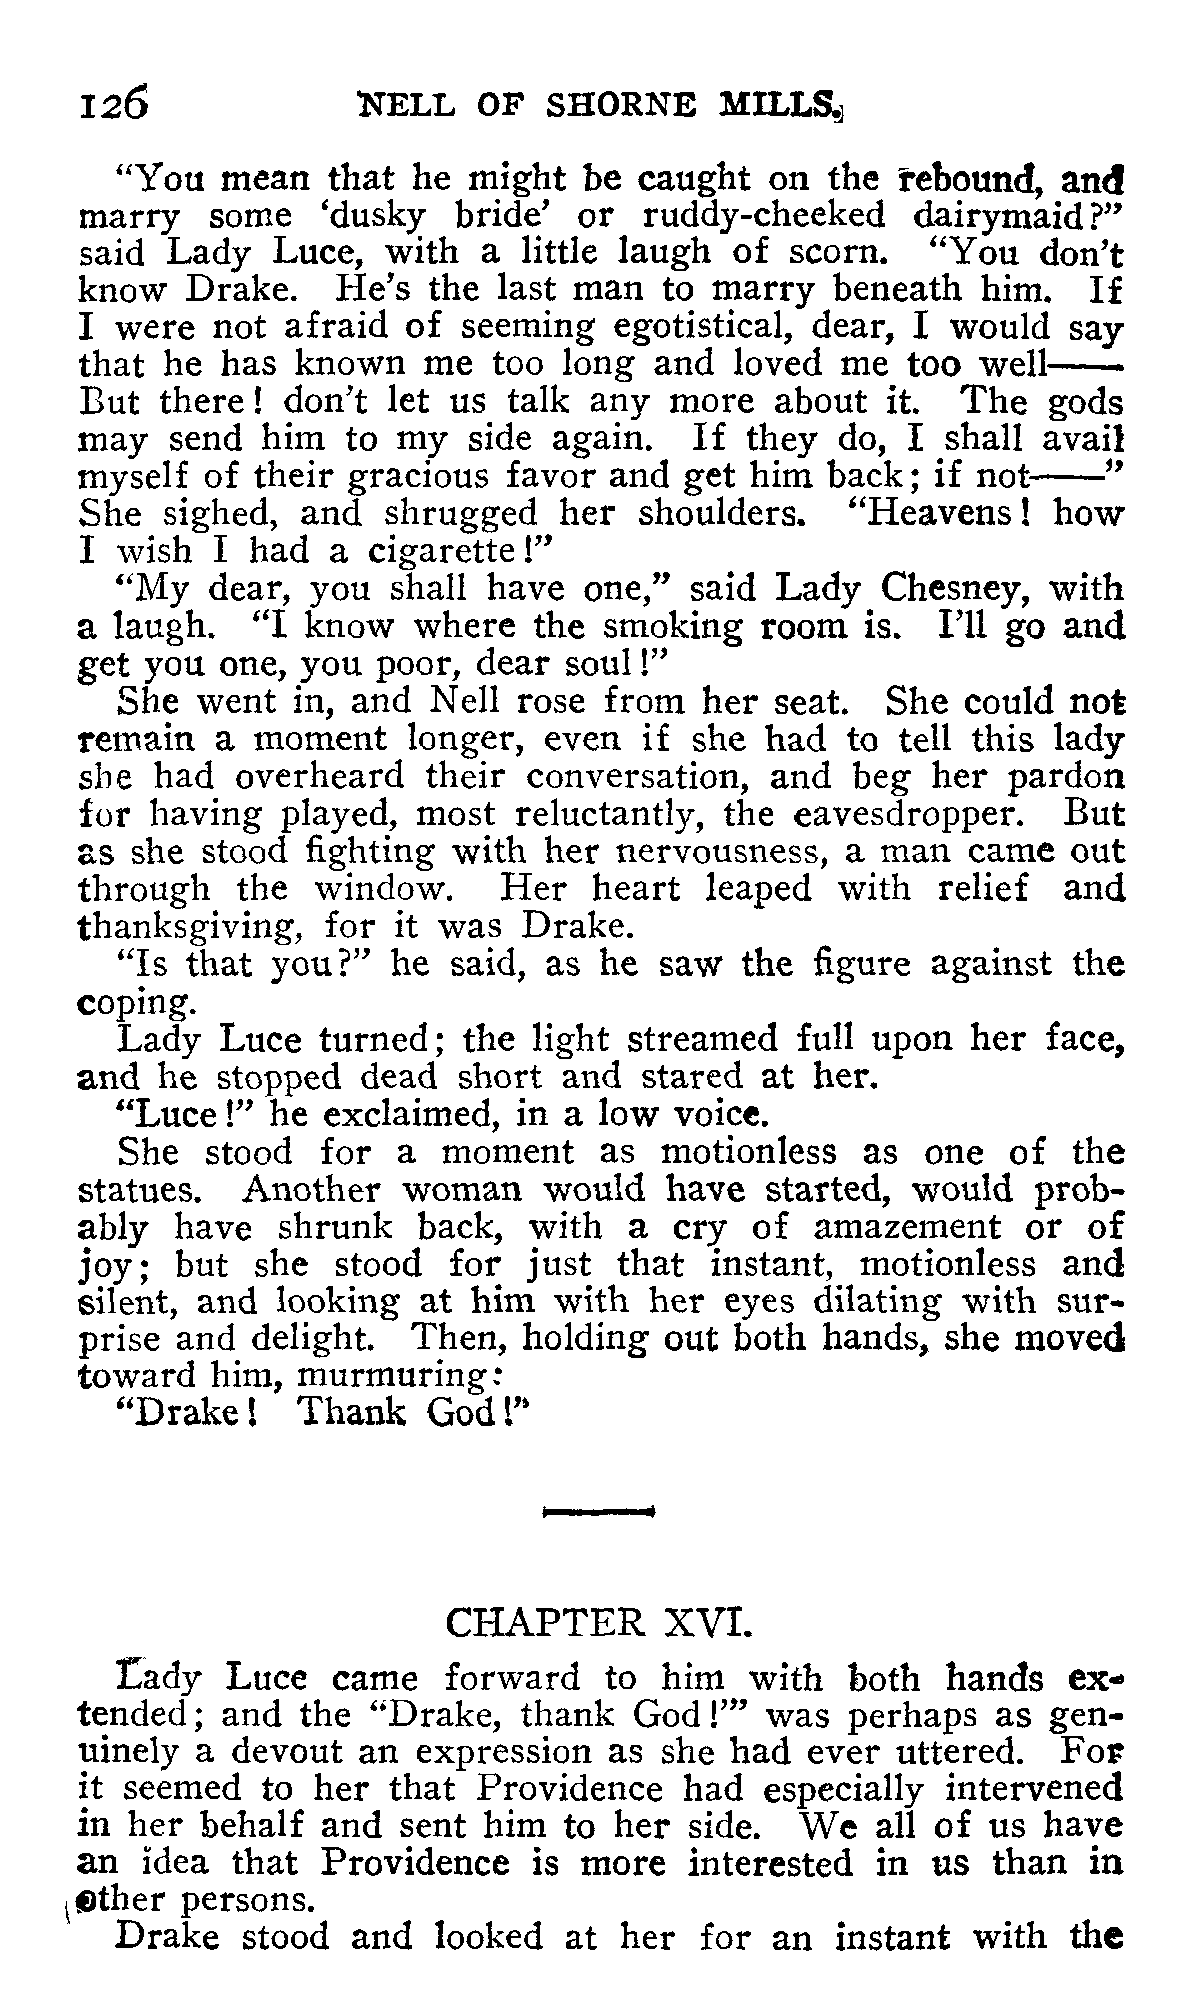 126 NELL OF SHORNE MILLS.
"You mean that he might be caught on the rebound, and
marry some 'dusky bride' or ruddy-cheeked dairymaid?"
said Lady Luce, with a little laugh of scorn. "You don't
know Drake. He's the last man to marry beneath him. If
I were not afraid of seeming egotistical, dear, I would say
that he has known me too long and loved me too well——
But there! don't let us talk any more about it. The gods
may send him to my side again. If they do, I shall avail
myself of their gracious favor and get him back; if not——"
She sighed, and shrugged her shoulders. "Heavens! how
I wish I had a cigarette!"
"My dear, you shall have one," said Lady Chesney, with
a laugh. "I know where the smoking room is. I'll go and
get you one, you poor, dear soul!"
She went in, and Nell rose from her seat. She could not
remain a moment longer, even if she had to tell this lady
she had overheard their conversation, and beg her pardon
for having played, most reluctantly, the eavesdropper. But
as she stood fighting with her nervousness, a man came out
through the window. Her heart leaped with relief and
thanksgiving, for it was Drake.
"Is that you?" he said, as he saw the figure against the
coping.
Lady Luce turned; the light streamed full upon her face,
and he stopped dead short and stared at her.
"Luce!" he exclaimed, in a low voice.
She stood for a moment as motionless as one of the
statues. Another woman would have started, would prob-
ably have shrunk back, with a cry of amazement or of
joy; but she stood for just that instant, motionless and
silent, and looking at him with her eyes dilating with sur-
prise and delight. Then, holding out both hands, she moved
toward him, murmuring:
"Drake! Thank God!"
CHAPTER XVI.
Lady Luce came forward to him with both hands ex-
tended; and the "Drake, thank God!'" was perhaps as gen-
uinely a devout an expression as she had ever uttered. For
it seemed to her that Providence had especially intervened
in her behalf and sent him to her side. We all of us have
an idea that Providence is more interested in us than in
other persons.
Drake stood and looked at her for an instant with the